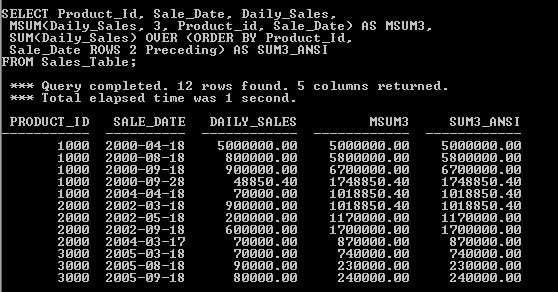 SELECT Product_Id, Sale_Date, Daily_Sales,
MSUM(Daily_Sales, 3, Product_id, Sale_Date) AS MSUM3,
SUM(Daily_Sales) OVER (ORDER BY Product_Id,
Sale_Date ROWS 2 Preceding) AS SUM3_ANSI
FROM Sales_Table;
*** Query completed. 12 rows found. 5 columns returned.
*** Total elapsed time was 1 second.
PRODUCT_ID SALE_DATE DAILY_SALES MSUM3 SUM3_ANSI
1000 2000-04-18 5000000.00 5000000.00 5000000.00
1000 2000-08-18 800000.00 5800000.00 5800000.00
1000 2000-09-18 900000.00 6700000.00 6700000.00
1000 2000-09-28 48850.40 1748850.40 1748850.40
1000 2004-04-18 70000.00 1018850.40 1018850.40
2000 2002-03-18 900000.00 1018850.40 1018850.40
2000 2002-05-18 200000.00 1170000.00 1170000.00
2000 2002-09-18 600000.00 1700000.00 1700000.00
2000 2004-03-17 70000.00 870000.00 870000.00
3000 2005-03-18 70000.00 740000.00 740000.00
3000 2005-08-18 90000.00 230000.00 230000.00
3000 2005-09-18 80000.00 240000.00 240000.00